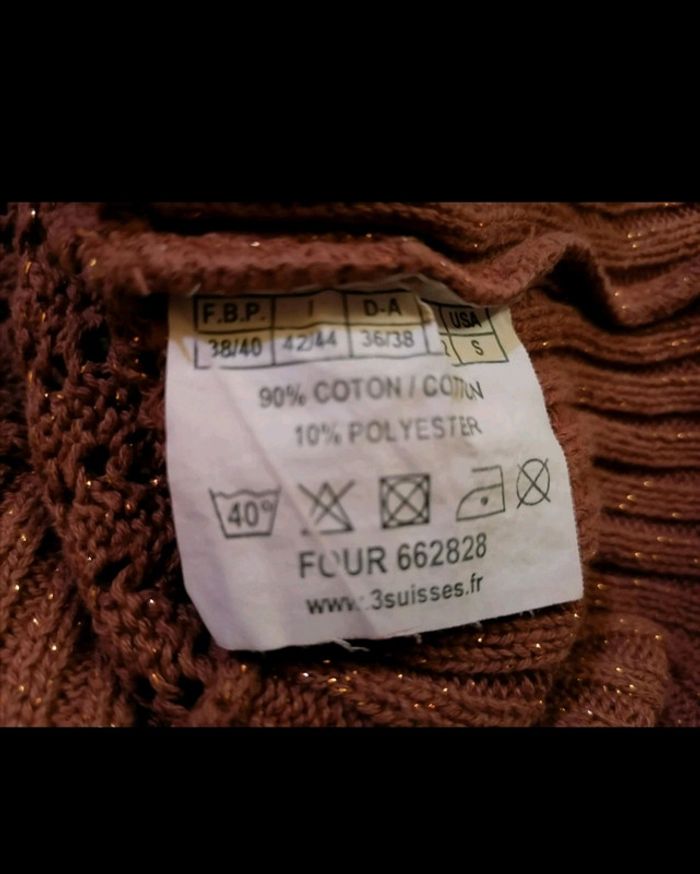 F.B.P. I D-A USA
38/40 42/44 36/38 S
90% COTON / COTTON
10% POLYESTER
40°
FOUR 662828
www.3suisses.fr